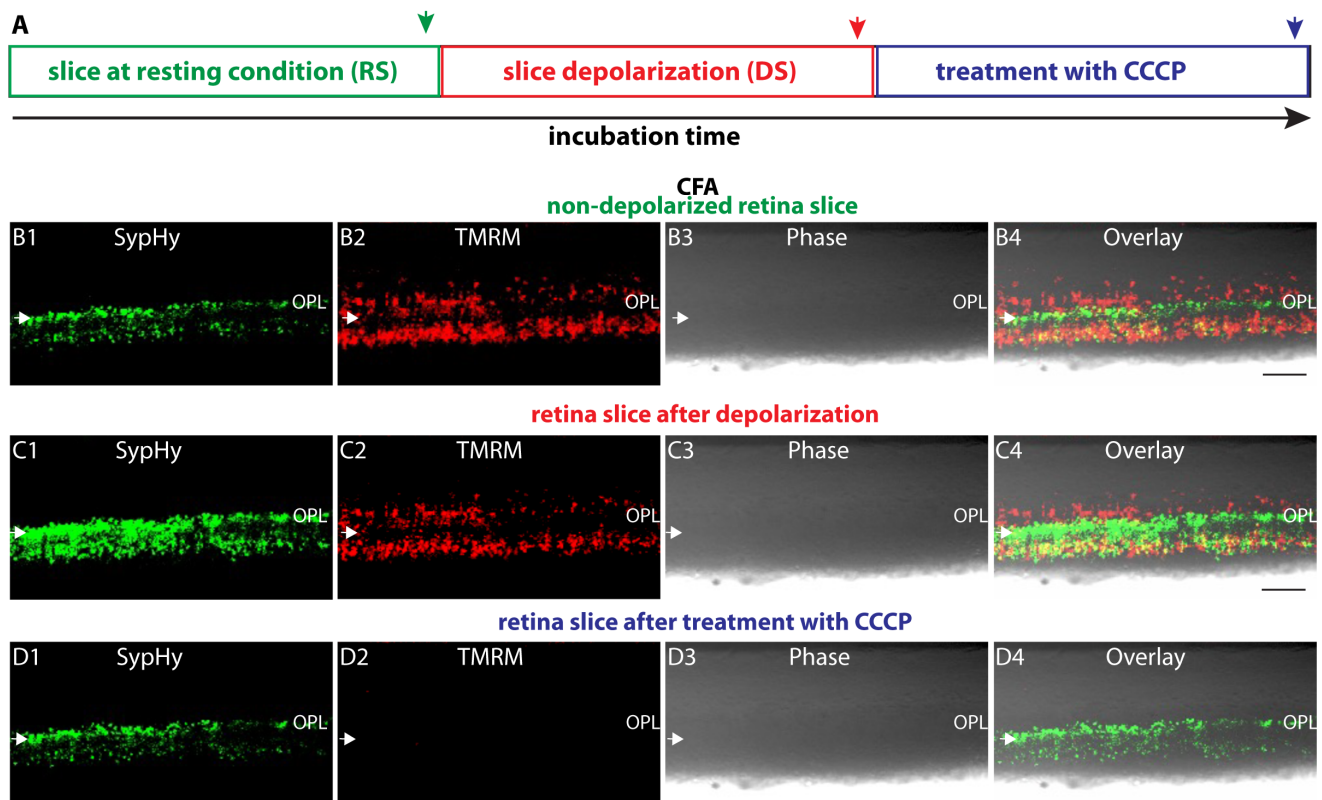 A
slice at resting condition (RS) slice depolarization (DS) treatment with CCCP
incubation time
CFA
non-depolarized retina slice
B1 SypHy B2 TMRM B3 Phase B4 Overlay
OPL OPL OPL OPL
retina slice after depolarization
C1 SypHy C2 TMRM C3 Phase C4 Overlay
OPL OPL OPL OPL
retina slice after treatment with CCCP
D1 SypHy D2 TMRM D3 Phase D4 Overlay
OPL OPL OPL OPL